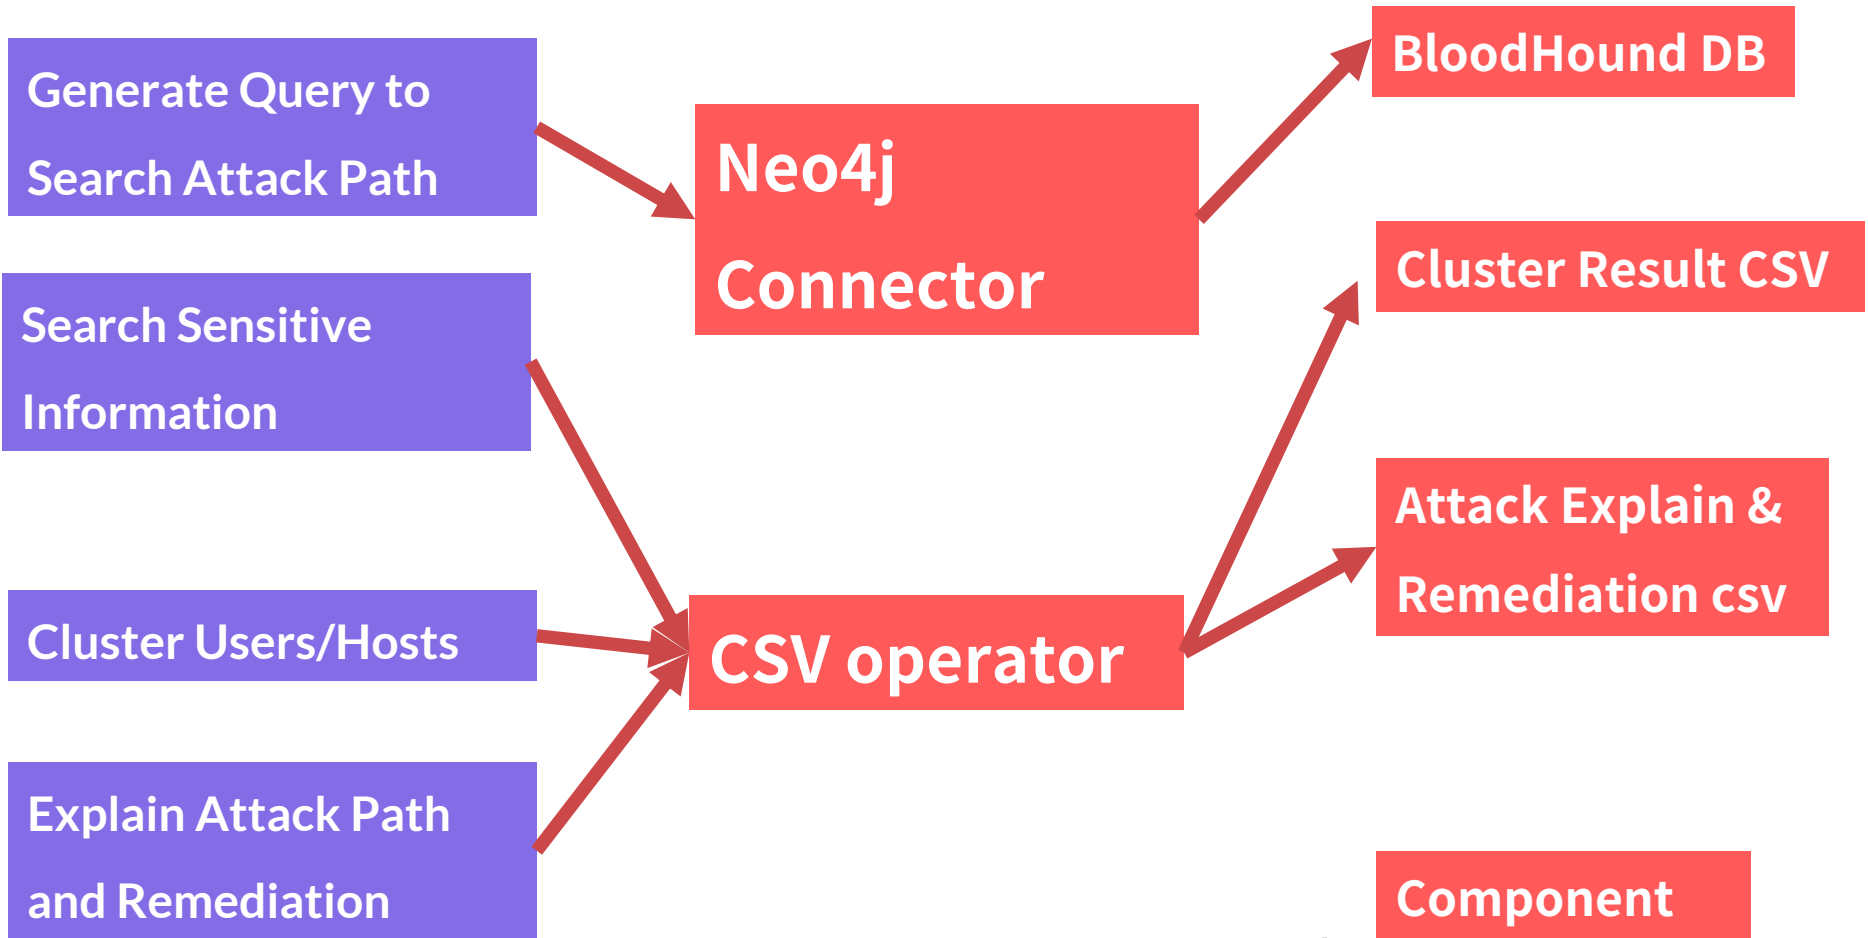 Generate Query to
Search Attack Path
Search Sensitive
Information
Cluster Users/Hosts
Explain Attack Path
and Remediation
Neo4j
Connector
CSV operator
BloodHound DB
Cluster Result CSV
Attack Explain &
Remediation csv
Component